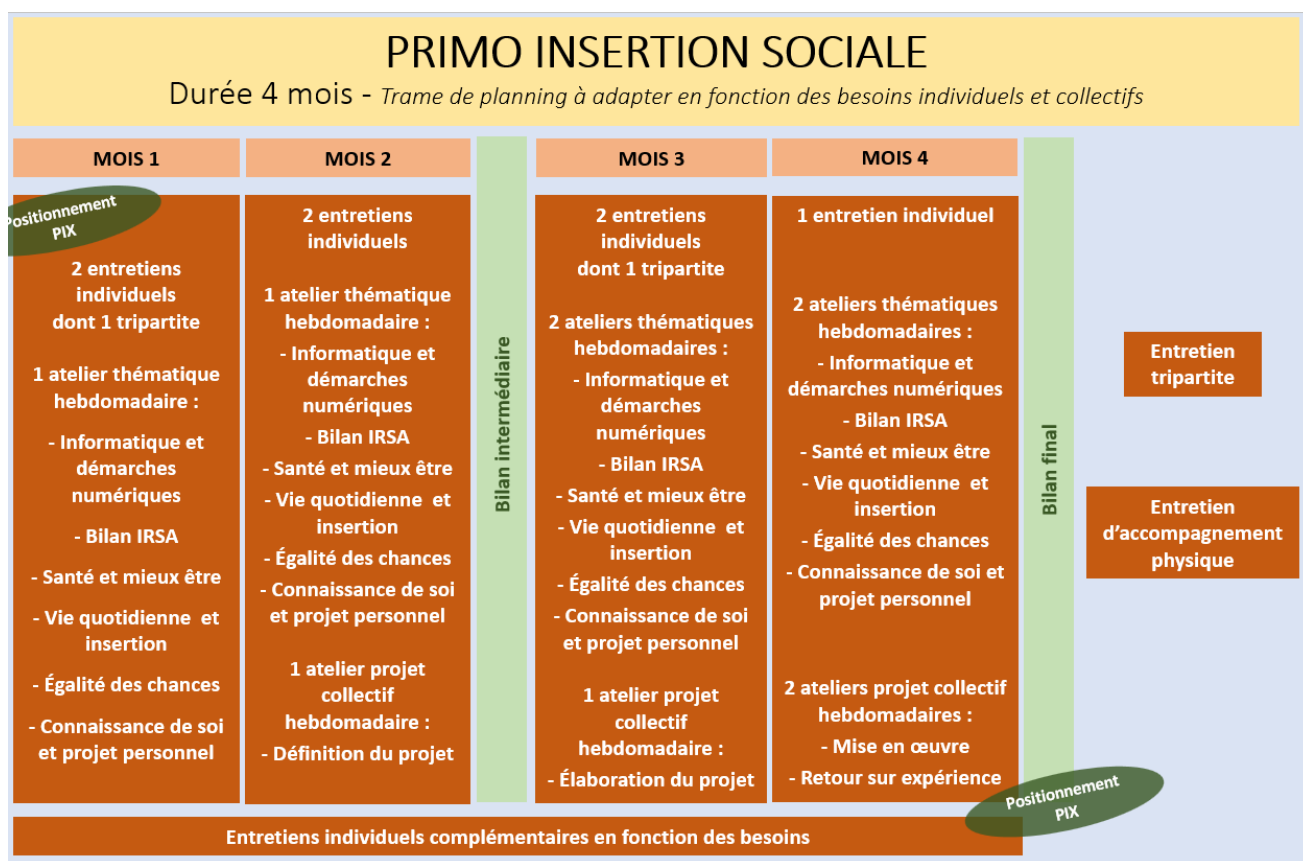 PRIMO INSERTION SOCIALE
Durée 4 mois - Trame de planning à adapter en fonction des besoins individuels et collectifs
MOIS 1
Positionnement
PIX
2 entretiens
individuels
dont 1 tripartite
1 atelier thématique
hebdomadaire :
- Informatique et
démarches
numériques
- Bilan IRSA
- Santé et mieux être
- Vie quotidienne et
insertion
- Égalité des chances
- Connaissance de soi
et projet personnel
MOIS 2
2 entretiens
individuels
1 atelier thématique
hebdomadaire :
- Informatique et
démarches
numériques
- Bilan IRSA
- Santé et mieux être
- Vie quotidienne et
insertion
- Égalité des chances
- Connaissance de soi
et projet personnel
1 atelier projet
collectif
hebdomadaire :
- Définition du projet
Bilan intermédiaire
MOIS 3
2 entretiens
individuels
dont 1 tripartite
2 ateliers thématiques
hebdomadaires :
- Informatique et
démarches
numériques
- Bilan IRSA
- Santé et mieux être
- Vie quotidienne et
insertion
- Égalité des chances
- Connaissance de soi
et projet personnel
1 atelier projet
collectif
hebdomadaire :
- Élaboration du projet
MOIS 4
1 entretien individuel
2 ateliers thématiques
hebdomadaires :
- Informatique et
démarches numériques
- Bilan IRSA
- Santé et mieux être
- Vie quotidienne et
insertion
- Égalité des chances
- Connaissance de soi et
projet personnel
2 ateliers projet collectif
hebdomadaires :
- Mise en œuvre
- Retour sur expérience
Positionnement
PIX
Bilan final
Entretien
tripartite
Entretien
d'accompagnement
physique
Entretiens individuels complémentaires en fonction des besoins